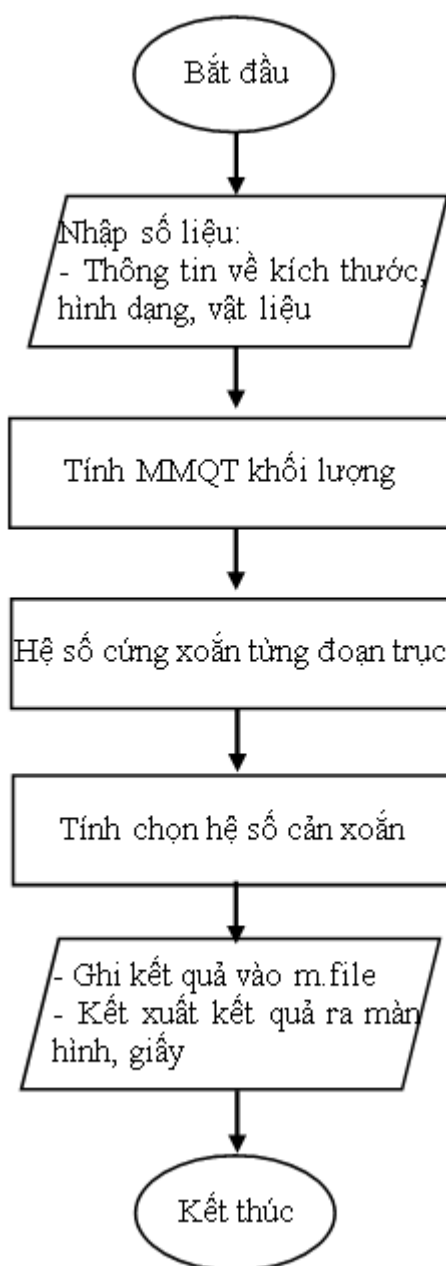 Bắt đầu
Nhập số liệu:
- Thông tin về kích thước,
hình dạng, vật liệu
Tính MMQT khối lượng
Hệ số cứng xoắn từng đoạn trục
Tính chọn hệ số cản xoắn
- Ghi kết quả vào m.file
- Kết xuất kết quả ra màn
hình, giấy
Kết thúc